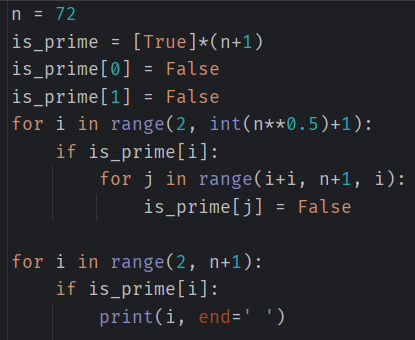 n = 72
is_prime = [True]*(n+1)
is_prime[0] = False
is_prime[1] = False
for i in range(2, int(n**0.5)+1):
    if is_prime[i]:
        for j in range(i+i, n+1, i):
            is_prime[j] = False

for i in range(2, n+1):
    if is_prime[i]:
        print(i, end=' ')